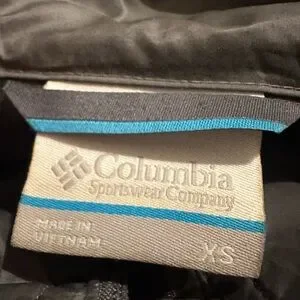 Columbia
Sportswear Company
MADE IN
VIETNAM
XS